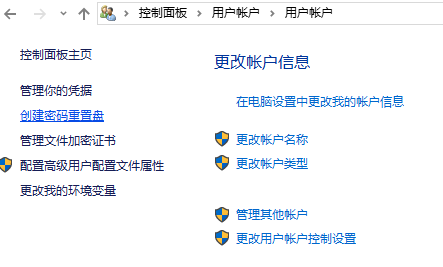 控制面板 用户帐户 用户帐户
控制面板主页
管理你的凭据
创建密码重置盘
管理文件加密证书
配置高级用户配置文件属性
更改我的环境变量
更改帐户信息
在电脑设置中更改我的帐户信息
更改帐户名称
更改帐户类型
管理其他帐户
更改用户帐户控制设置